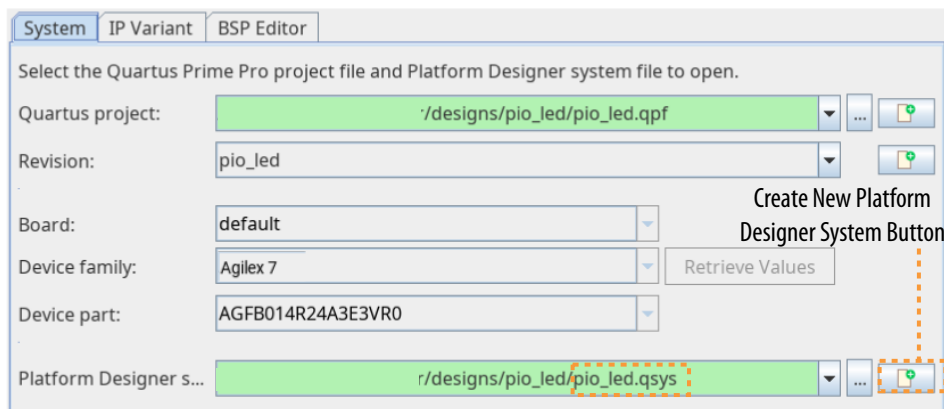 System IP Variant BSP Editor
Select the Quartus Prime Pro project file and Platform Designer system file to open.
Quartus project: r/designs/pio_led/pio_led.qpf ...
Revision: pio_led
Create New Platform
Designer System Button
Board: default
Device family: Agilex 7 Retrieve Values
Device part: AGFB014R24A3E3VR0
Platform Designer s... r/designs/pio_led/pio_led.qsys ...